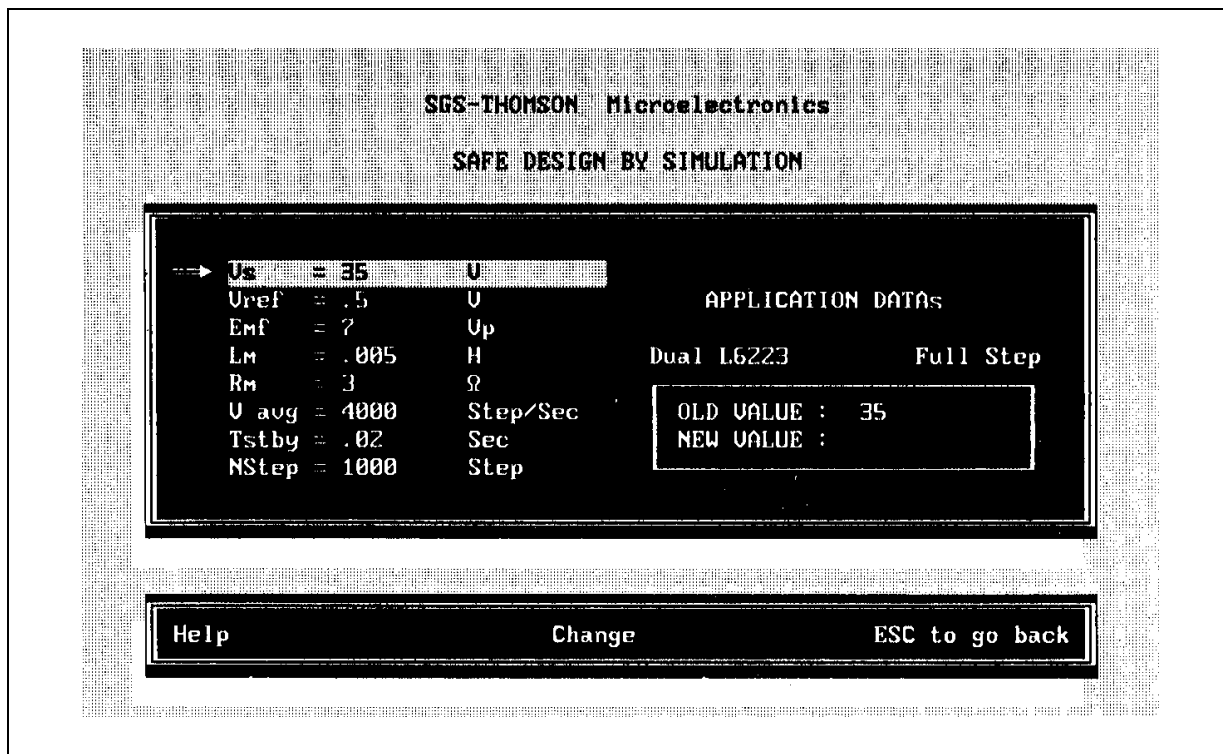 SGS-THOMSON Microelectronics
SAFE DESIGN BY SIMULATION
Vs = 35 V
Vref = .5 V
Emf = 7 Vp
Lm = .005 H
Rm = 3 Ω
V avg = 4000 Step/Sec
Tstby = .02 Sec
NStep = 1000 Step
APPLICATION DATAs
Dual L6223 Full Step
OLD VALUE : 35
NEW VALUE :
Help Change ESC to go back